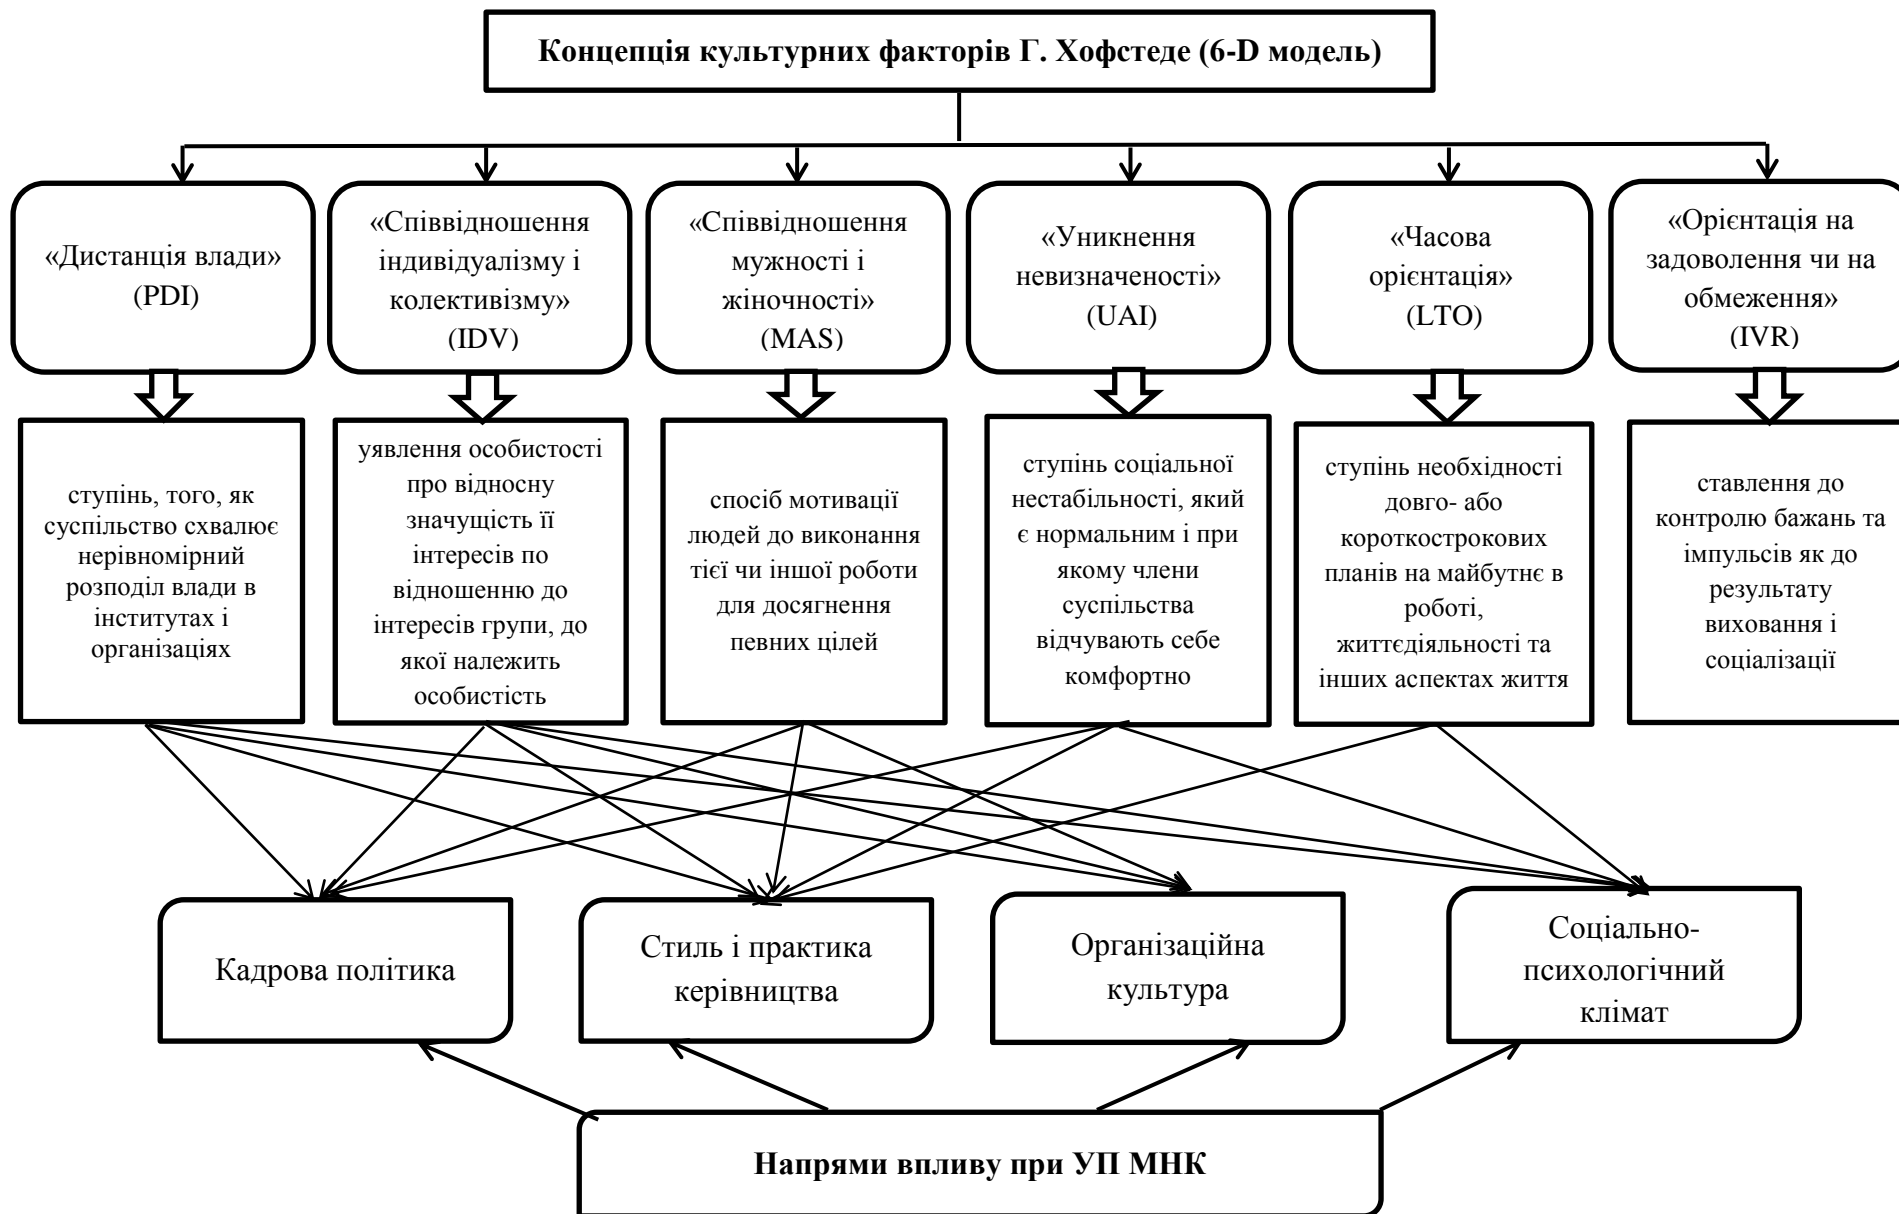 Концепція культурних факторів Г. Хофстеде (6-D модель)
«Дистанція влади»
(PDI)
«Співвідношення
індивідуалізму і
колективізму»
(IDV)
«Співвідношення
мужності і
жіночності»
(MAS)
«Уникнення
невизначеності»
(UAI)
«Часова
орієнтація»
(LTO)
«Орієнтація на
задоволення чи на
обмеження»
(IVR)
ступінь, того, як
суспільство схвалює
нерівномірний
розподіл влади в
інститутах і
організаціях
уявлення особистості
про відносну
значущість її
інтересів по
відношенню до
інтересів групи, до
якої належить
особистість
спосіб мотивації
людей до виконання
тієї чи іншої роботи
для досягнення
певних цілей
ступінь соціальної
нестабільності, який
є нормальним і при
якому члени
суспільства
відчувають себе
комфортно
ступінь необхідності
довго- або
короткострокових
планів на майбутнє в
роботі,
життєдіяльності та
інших аспектах життя
ставлення до
контролю бажань та
імпульсів як до
результату
виховання і
соціалізації
Кадрова політика
Стиль і практика
керівництва
Організаційна
культура
Соціально-
психологічний
клімат
Напрями впливу при УП МНК